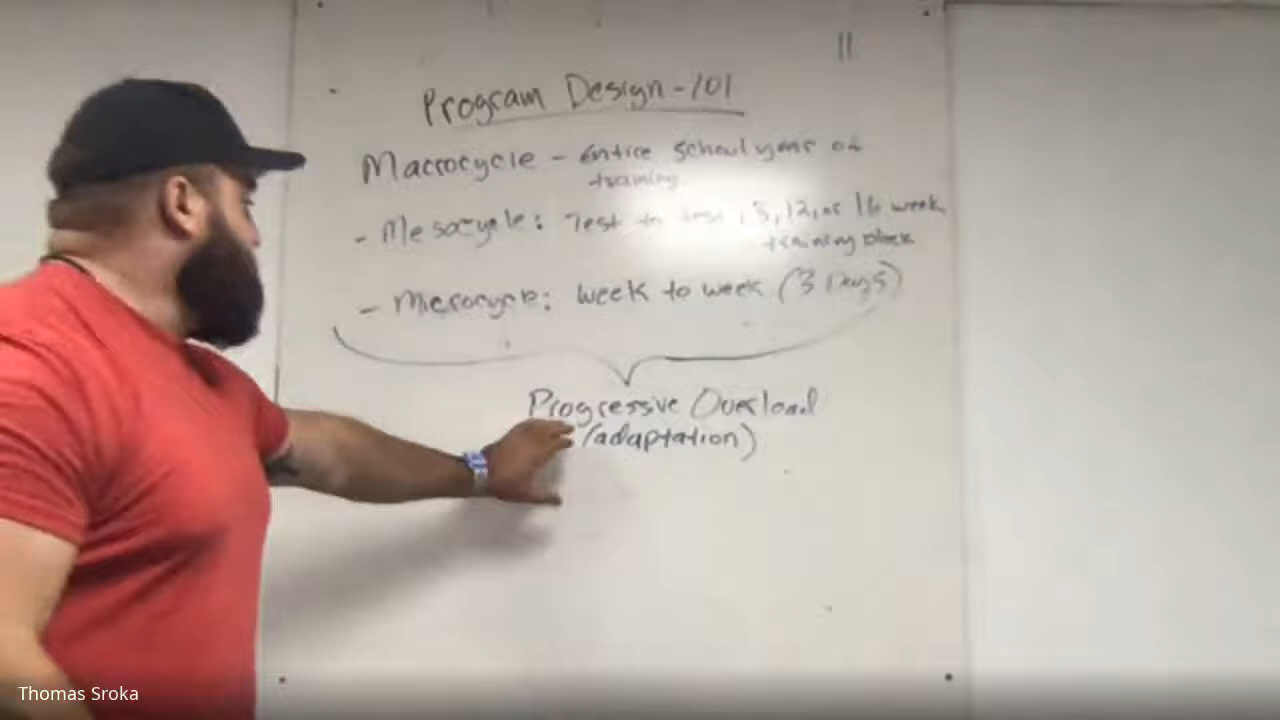 Program Design - 101
Macrocycle - Entire school year of
training
- Mesocycle: Test to test, 8, 12, or 16 week
training block
- Microcycle: Week to week (3 Days)
Progressive Overload
(adaptation)
Thomas Sroka